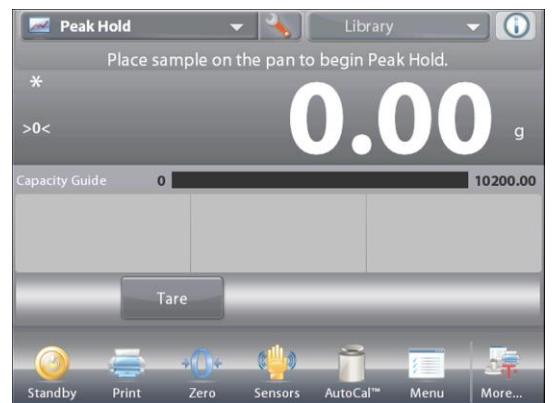 Peak Hold Library
Place sample on the pan to begin Peak Hold.
*
>0< 0.00 g
Capacity Guide 0 10200.00
Tare
Standby Print Zero Sensors AutoCal™ Menu More...